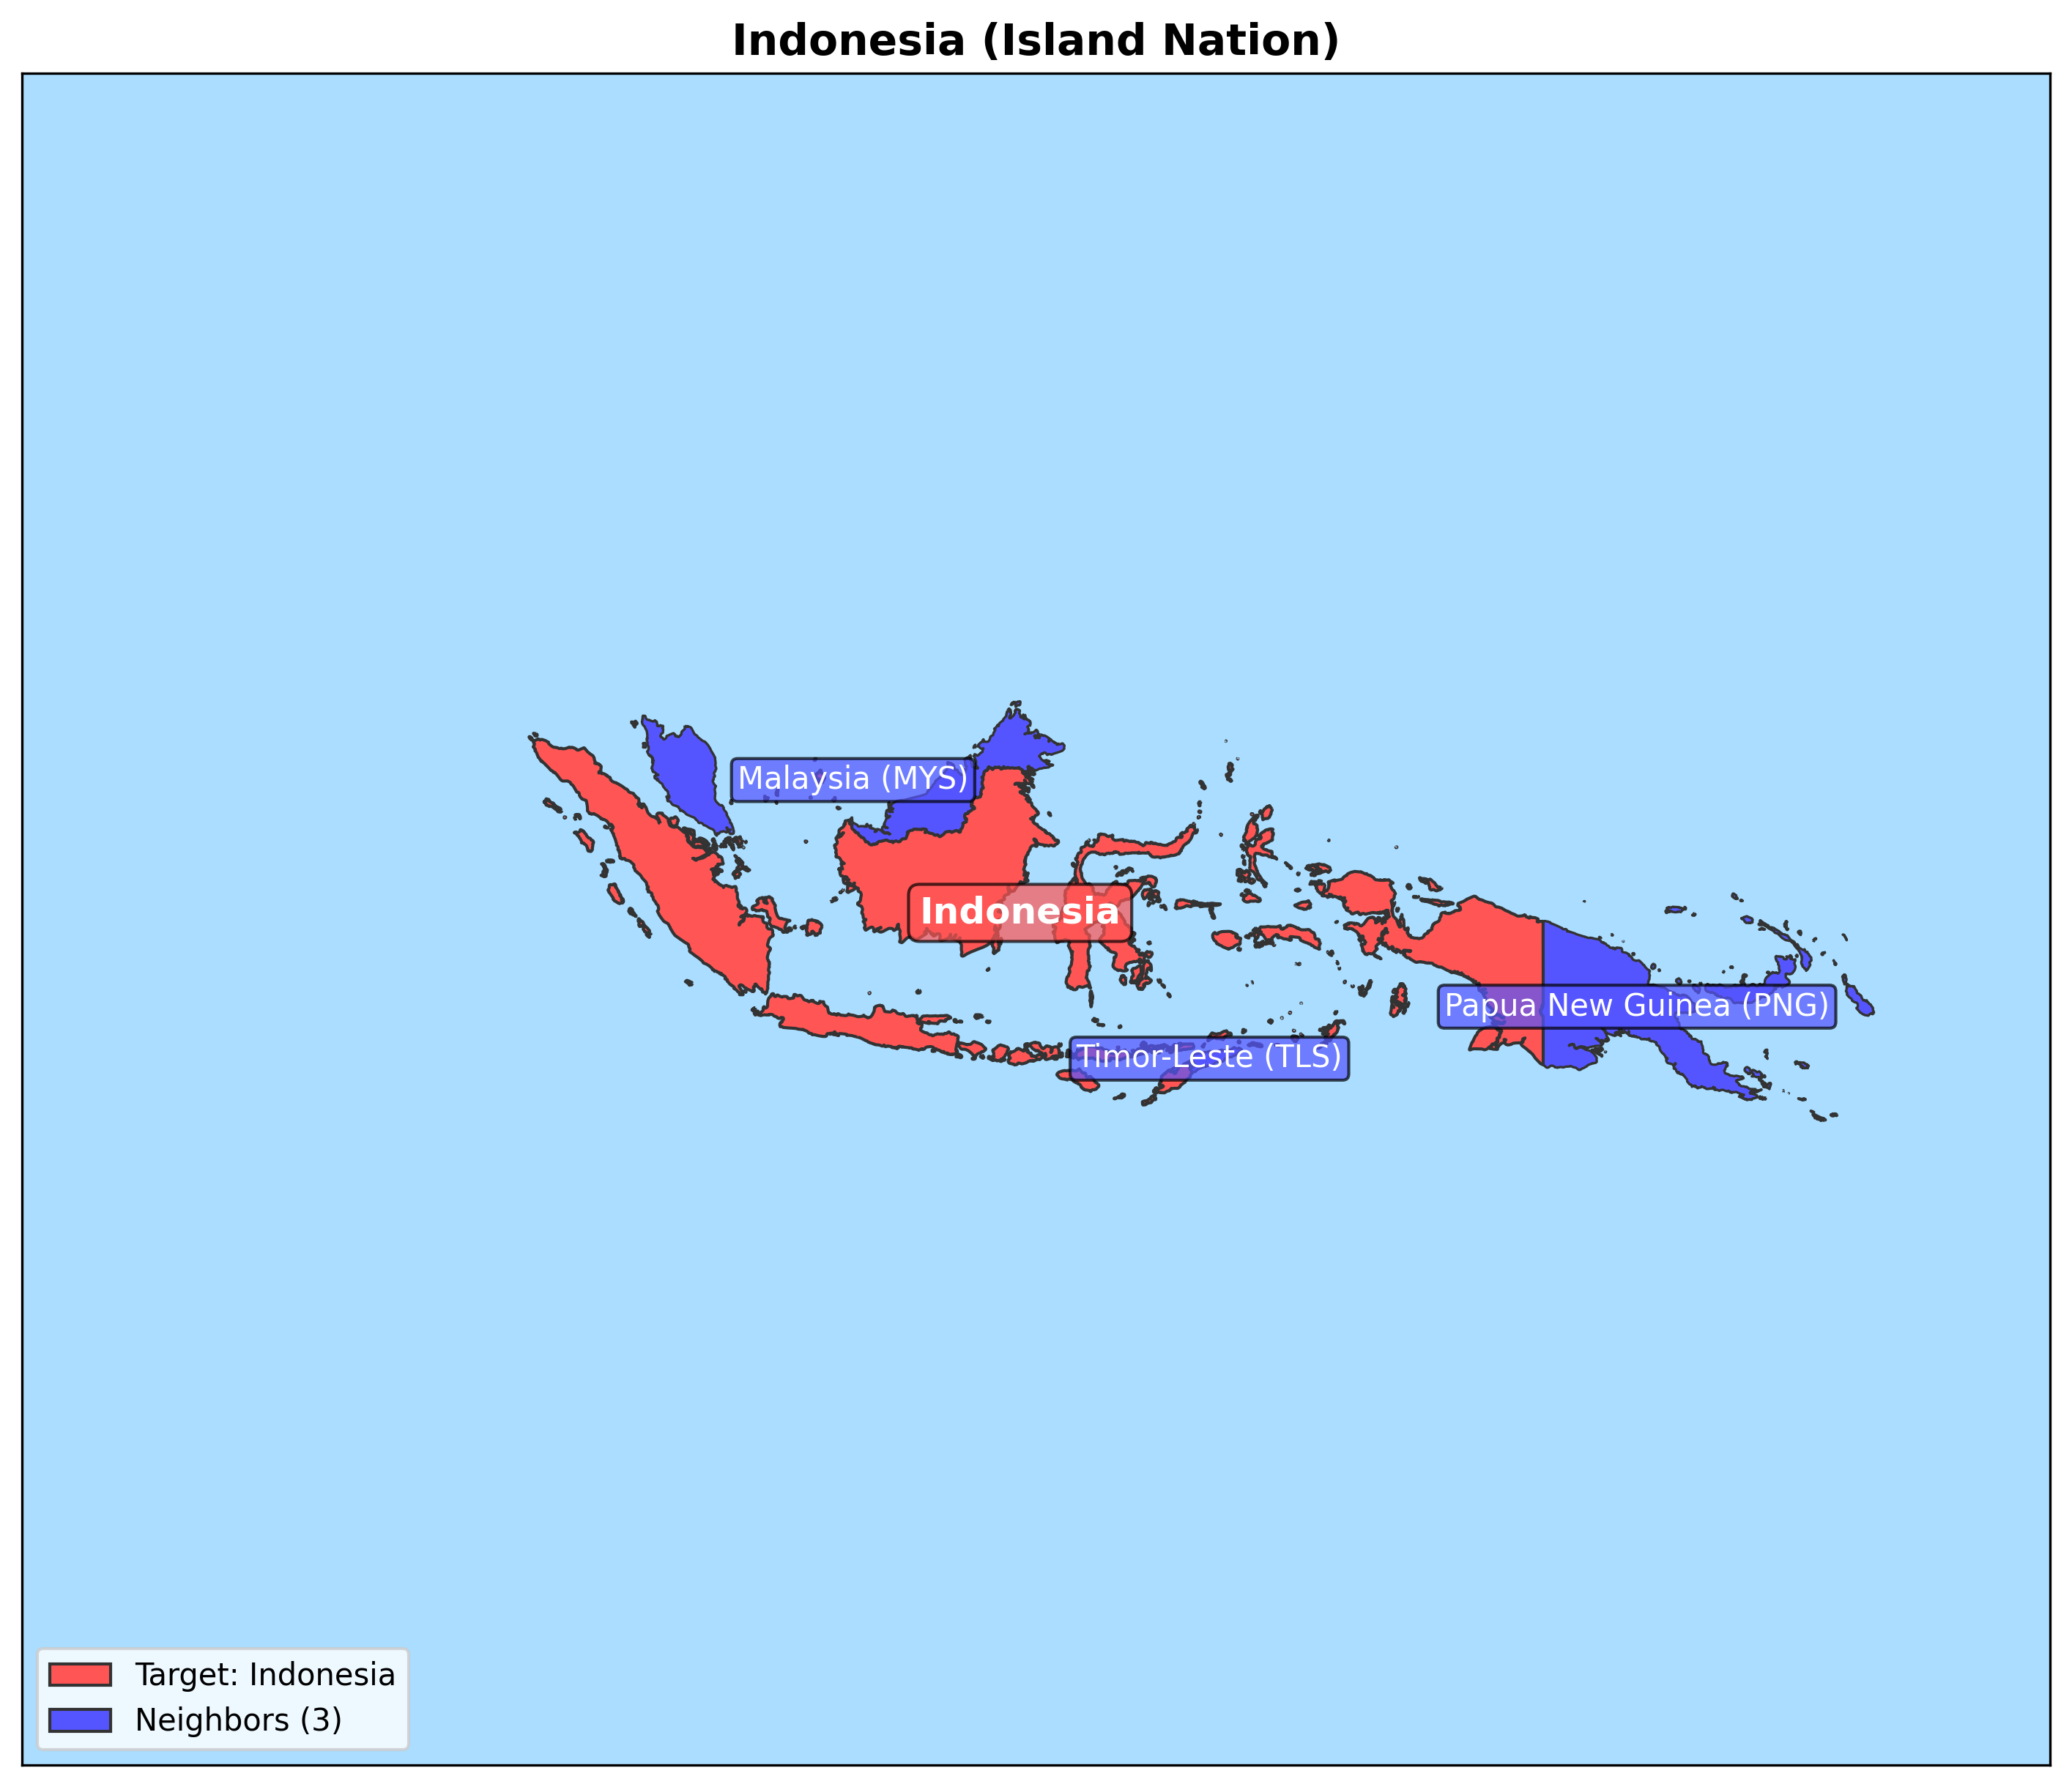 Indonesia (Island Nation)
Malaysia (MYS)
Indonesia
Papua New Guinea (PNG)
Timor-Leste (TLS)
Target: Indonesia
Neighbors (3)